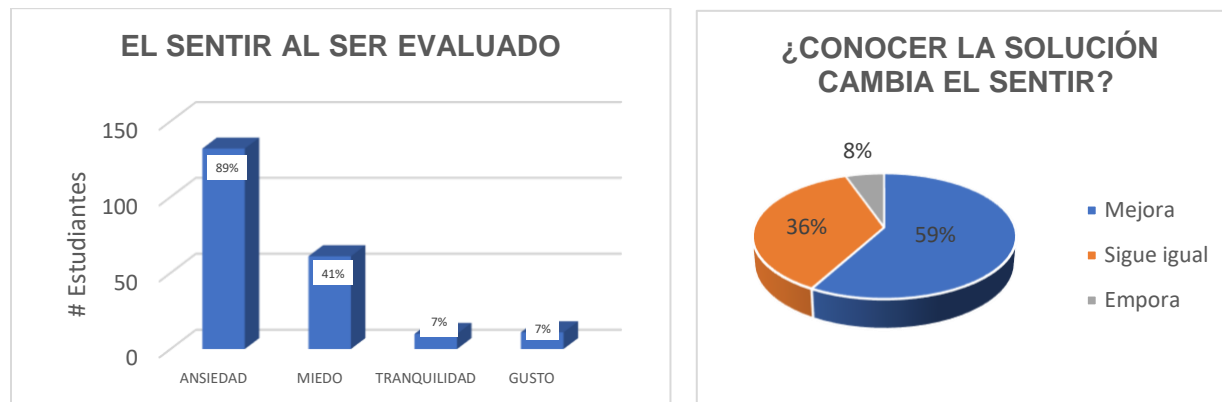 EL SENTIR AL SER EVALUADO
# Estudiantes
150
100
50
0
89%
41%
7%
7%
ANSIEDAD
MIEDO
TRANQUILIDAD
GUSTO
¿CONOCER LA SOLUCIÓN
CAMBIA EL SENTIR?
8%
36%
59%
Mejora
Sigue igual
Empora